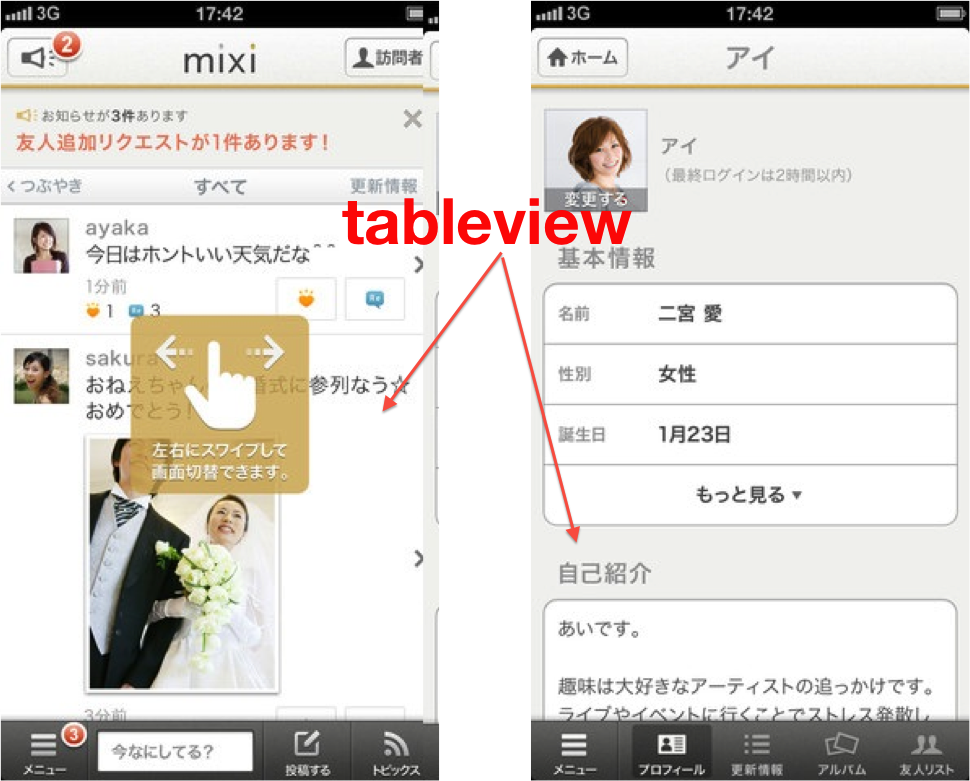 3G 17:42
2
mixi
訪問者
お知らせが3件あります
友人追加リクエストが1件あります!
つぶやき すべて 更新情報
ayaka
今日はホントいい天気だな^^
1分前
1 Re 3
Re
sakura
おねえちゃん 婚式に参列なう☆
おめでとう!
左右にスワイプして
画面切替できます。
3分前
メニュー
3
今なにしてる?
投稿する
トピックス
tableview
3G 17:42
ホーム
アイ
変更する
アイ
(最終ログインは2時間以内)
基本情報
名前 二宮 愛
性別 女性
誕生日 1月23日
もっと見る ▼
自己紹介
あいです。
趣味は大好きなアーティストの追っかけです。
ライブやイベントに行くことでストレス発散し
メニュー
プロフィール
更新情報
アルバム
友人リスト